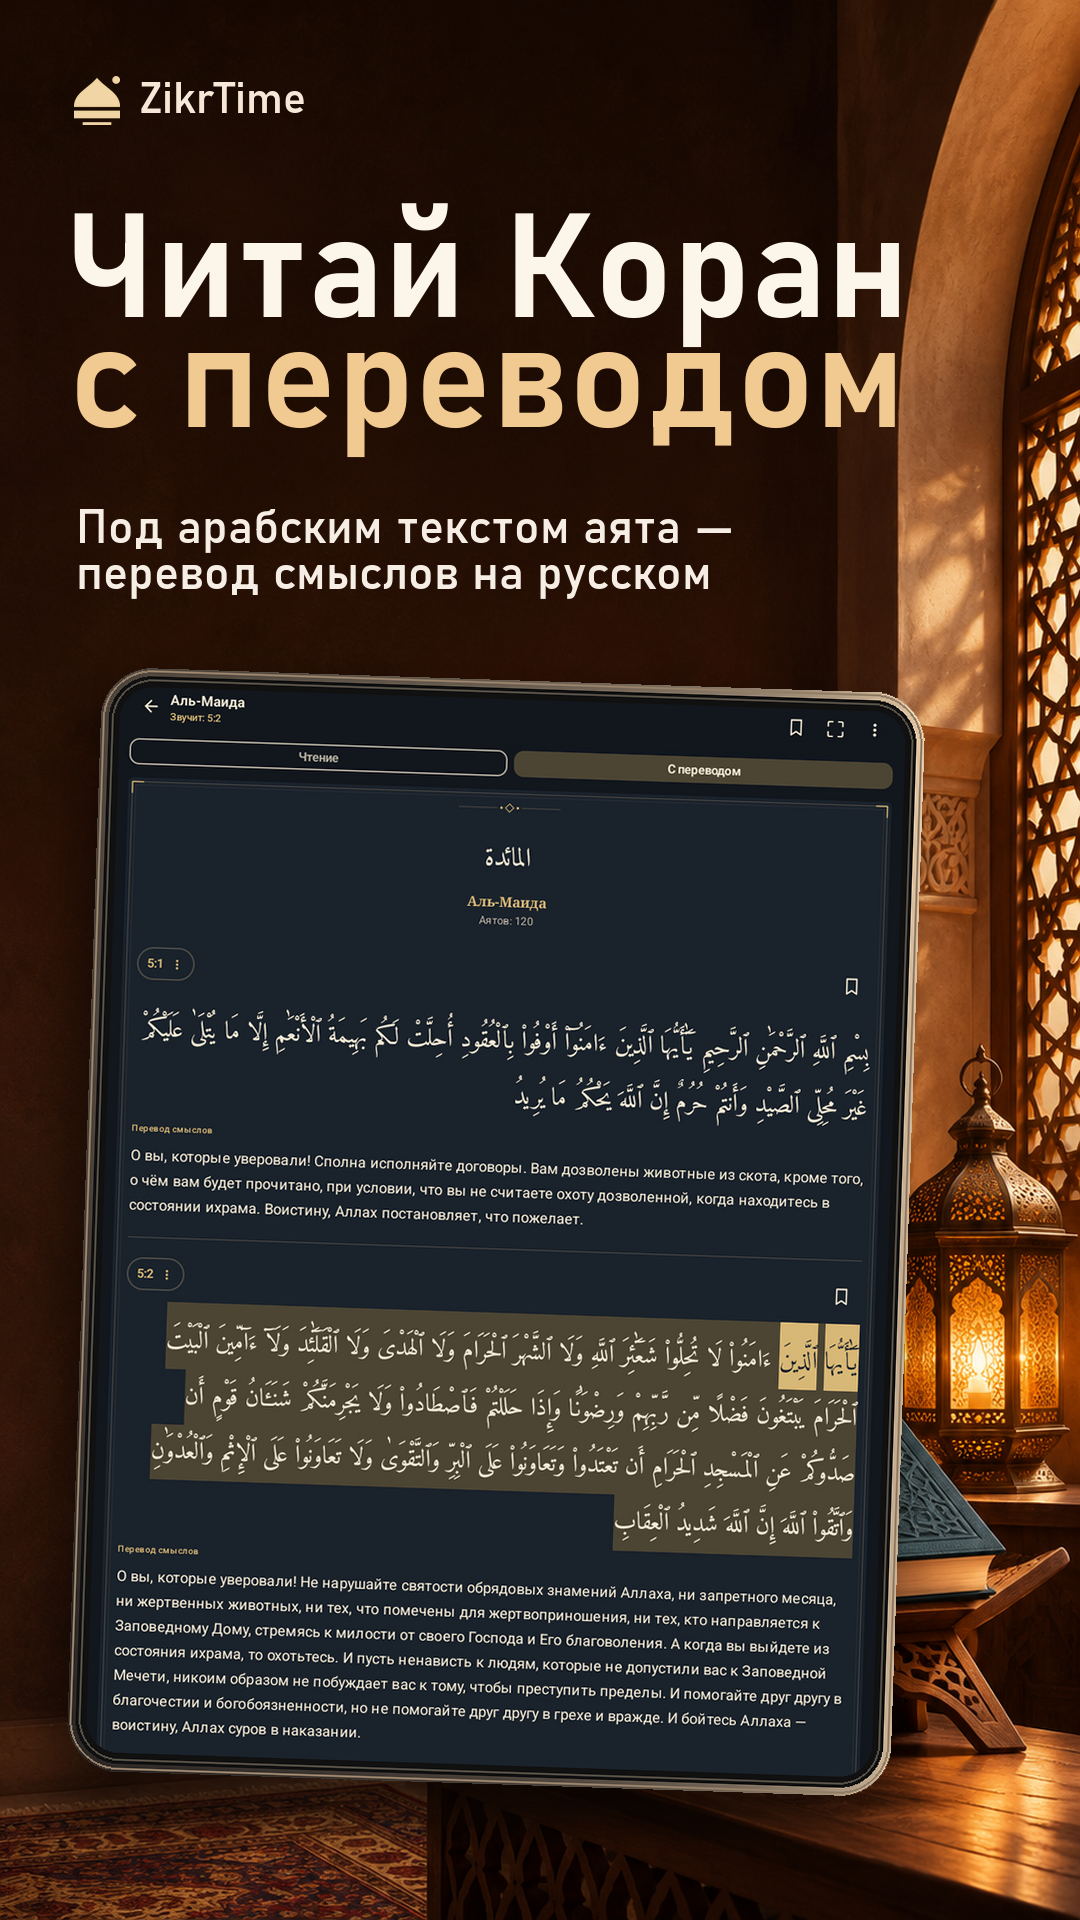 ZikrTime
Читай Коран
с переводом
Под арабским текстом аята —
перевод смыслов на русском
Аль-Маида
Звучит: 5:2
Чтение
С переводом
المائدة
Аль-Маида
Аятов: 120
5:1
بِسْمِ ٱللَّهِ ٱلرَّحْمَٰنِ ٱلرَّحِيمِ يَٰٓأَيُّهَا ٱلَّذِينَ ءَامَنُوٓا۟ أَوْفُوا۟ بِٱلْعُقُودِ أُحِلَّتْ لَكُم بَهِيمَةُ ٱلْأَنْعَٰمِ إِلَّا مَا يُتْلَىٰ عَلَيْكُمْ
غَيْرَ مُحِلِّى ٱلصَّيْدِ وَأَنتُمْ حُرُمٌ إِنَّ ٱللَّهَ يَحْكُمُ مَا يُرِيدُ
Перевод смыслов
О вы, которые уверовали! Сполна исполняйте договоры. Вам дозволены животные из скота, кроме того,
о чём вам будет прочитано, при условии, что вы не считаете охоту дозволенной, когда находитесь в
состоянии ихрама. Воистину, Аллах постановляет, что пожелает.
5:2
يَٰٓأَيُّهَا ٱلَّذِينَ ءَامَنُوا۟ لَا تُحِلُّوا۟ شَعَٰٓئِرَ ٱللَّهِ وَلَا ٱلشَّهْرَ ٱلْحَرَامَ وَلَا ٱلْهَدْىَ وَلَا ٱلْقَلَٰٓئِدَ وَلَآ ءَآمِّينَ ٱلْبَيْتَ
ٱلْحَرَامَ يَبْتَغُونَ فَضْلًا مِّن رَّبِّهِمْ وَرِضْوَٰنًا وَإِذَا حَلَلْتُمْ فَٱصْطَادُوا۟ وَلَا يَجْرِمَنَّكُمْ شَنَـَٔانُ قَوْمٍ أَن
صَدُّوكُمْ عَنِ ٱلْمَسْجِدِ ٱلْحَرَامِ أَن تَعْتَدُوا۟ وَتَعَاوَنُوا۟ عَلَى ٱلْبِرِّ وَٱلتَّقْوَىٰ وَلَا تَعَاوَنُوا۟ عَلَى ٱلْإِثْمِ وَٱلْعُدْوَٰنِ
وَٱتَّقُوا۟ ٱللَّهَ إِنَّ ٱللَّهَ شَدِيدُ ٱلْعِقَابِ
Перевод смыслов
О вы, которые уверовали! Не нарушайте святости обрядовых знамений Аллаха, ни запретного месяца,
ни жертвенных животных, ни тех, что помечены для жертвоприношения, ни тех, кто направляется к
Заповедному Дому, стремясь к милости от своего Господа и Его благоволения. А когда вы выйдете из
состояния ихрама, то охотьтесь. И пусть ненависть к людям, которые не допустили вас к Заповедной
Мечети, никоим образом не побуждает вас к тому, чтобы преступить пределы. И помогайте друг другу в
благочестии и богобоязненности, но не помогайте друг другу в грехе и вражде. И бойтесь Аллаха —
воистину, Аллах суров в наказании.